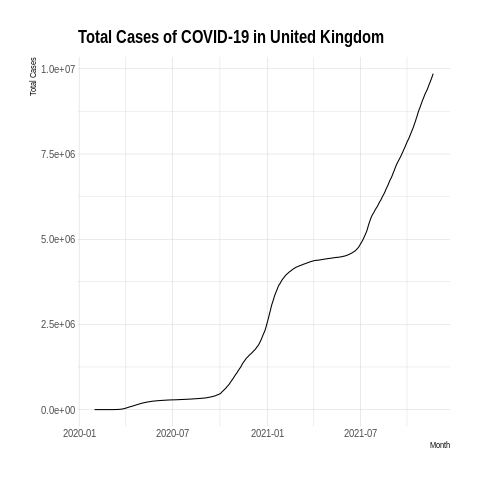 Total Cases of COVID-19 in United Kingdom
Total Cases
1.0e+07
7.5e+06
5.0e+06
2.5e+06
0.0e+00
2020-01
2020-07
2021-01
2021-07
Month